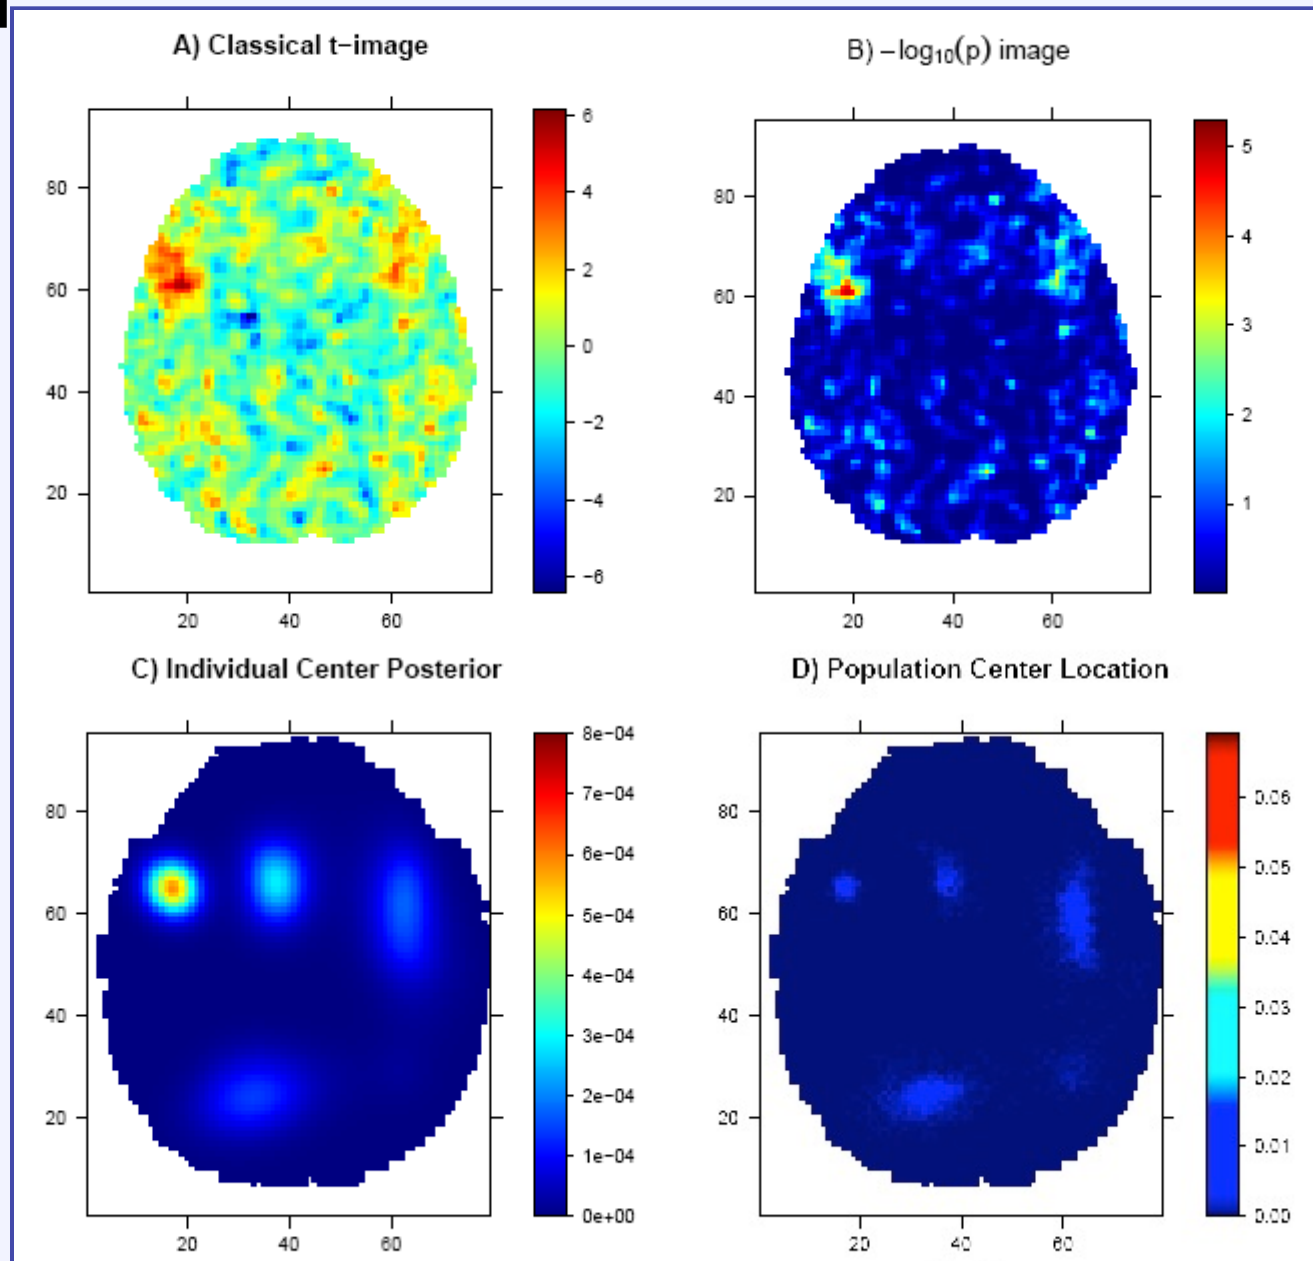 A) Classical t−image
B) −log10(p) image
80
60
40
20
20 40 60
6
4
2
0
−2
−4
−6
80
60
40
20
20 40 60
5
4
3
2
1
C) Individual Center Posterior
D) Population Center Location
80
60
40
20
20 40 60
8e−04
7e−04
6e−04
5e−04
4e−04
3e−04
2e−04
1e−04
0e+00
80
60
40
20
20 40 60
0.06
0.05
0.04
0.03
0.02
0.01
0.00